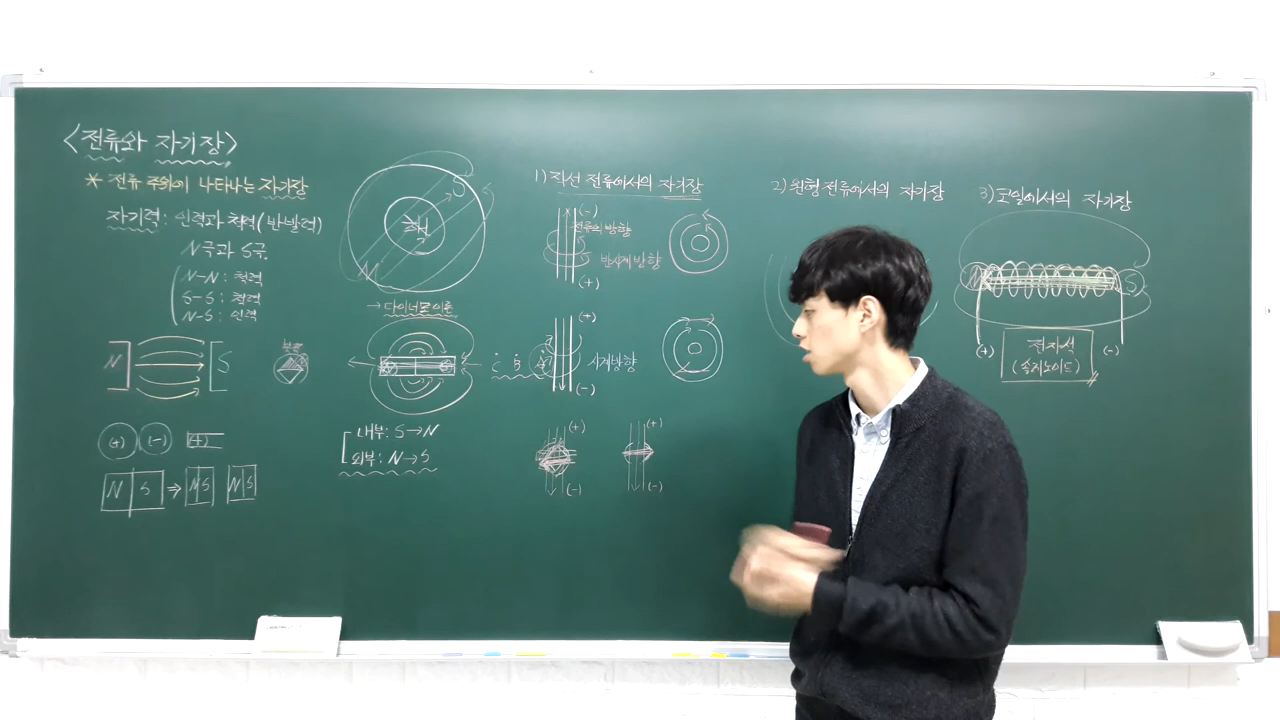 <전류와 자기장>
* 전류 주위에 나타나는 자기장
자기력: 인력과 척력(반발력)
N극과 S극.
N-N : 척력
S-S : 척력
N-S : 인력
N S
북
(+) (-) (+)
N S ⇒ N S N S
S
핵
N
→ 다이너모 이론
내부: S→N
외부: N→S
1) 직선 전류에서의 자기장
(-)
전류의 방향
반시계 방향
(+)
(+)
시계방향
(-)
(+) (+)
(-) (-)
2) 원형 전류에서의 자기장
3) 코일에서의 자기장
N S
(+) (-)
전자석
(솔레노이드)